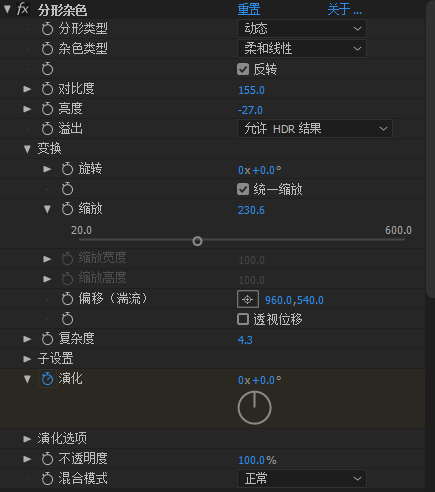 fx 分形杂色 重置 关于 ...
分形类型 动态
杂色类型 柔和线性
反转
对比度 155.0
亮度 -27.0
溢出 允许 HDR 结果
变换
旋转 0x+0.0°
统一缩放
缩放 230.6
20.0 600.0
缩放宽度 100.0
缩放高度 100.0
偏移（湍流） 960.0,540.0
透视位移
复杂度 4.3
子设置
演化 0x+0.0°
演化选项
不透明度 100.0%
混合模式 正常